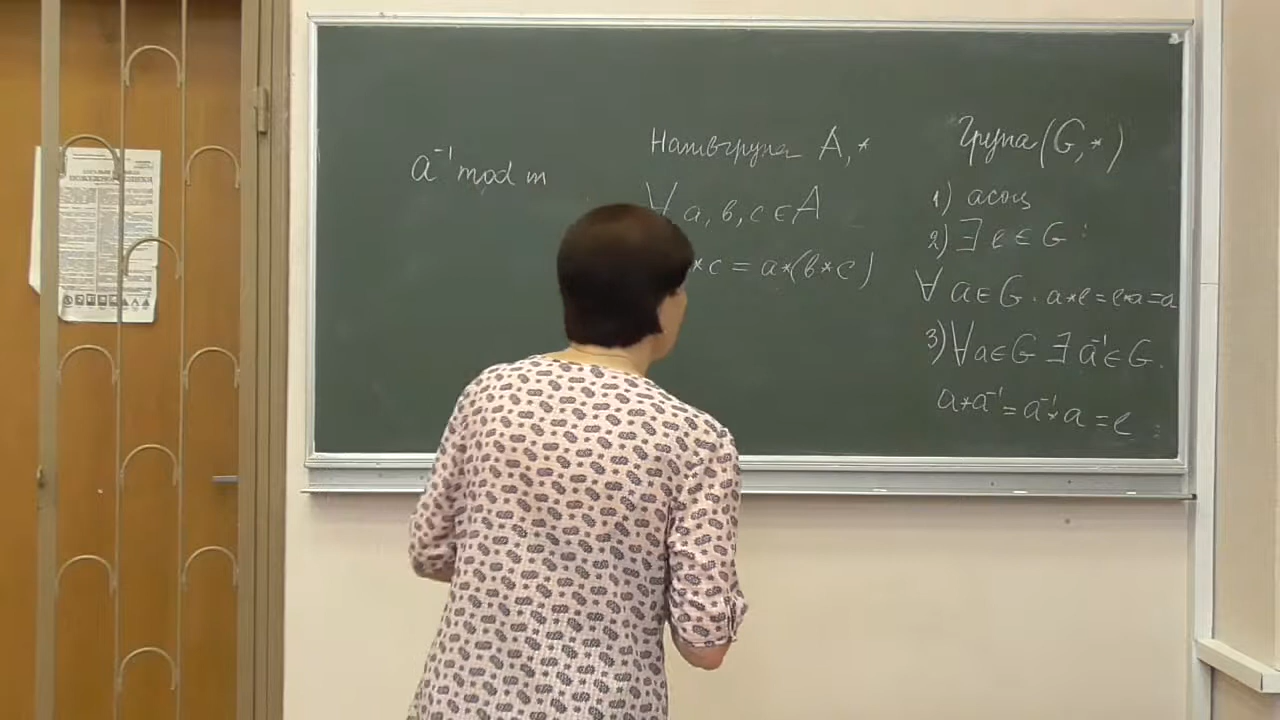 a⁻¹ mod m
Напівгрупа A, *
∀ a, b, c ∈ A
*c = a*(b*c)
Група (G, *)
1) асоц
2) ∃ e ∈ G :
∀ a ∈ G . a*e = e*a = a
3) ∀ a ∈ G ∃ a⁻¹ ∈ G .
a*a⁻¹ = a⁻¹*a = e